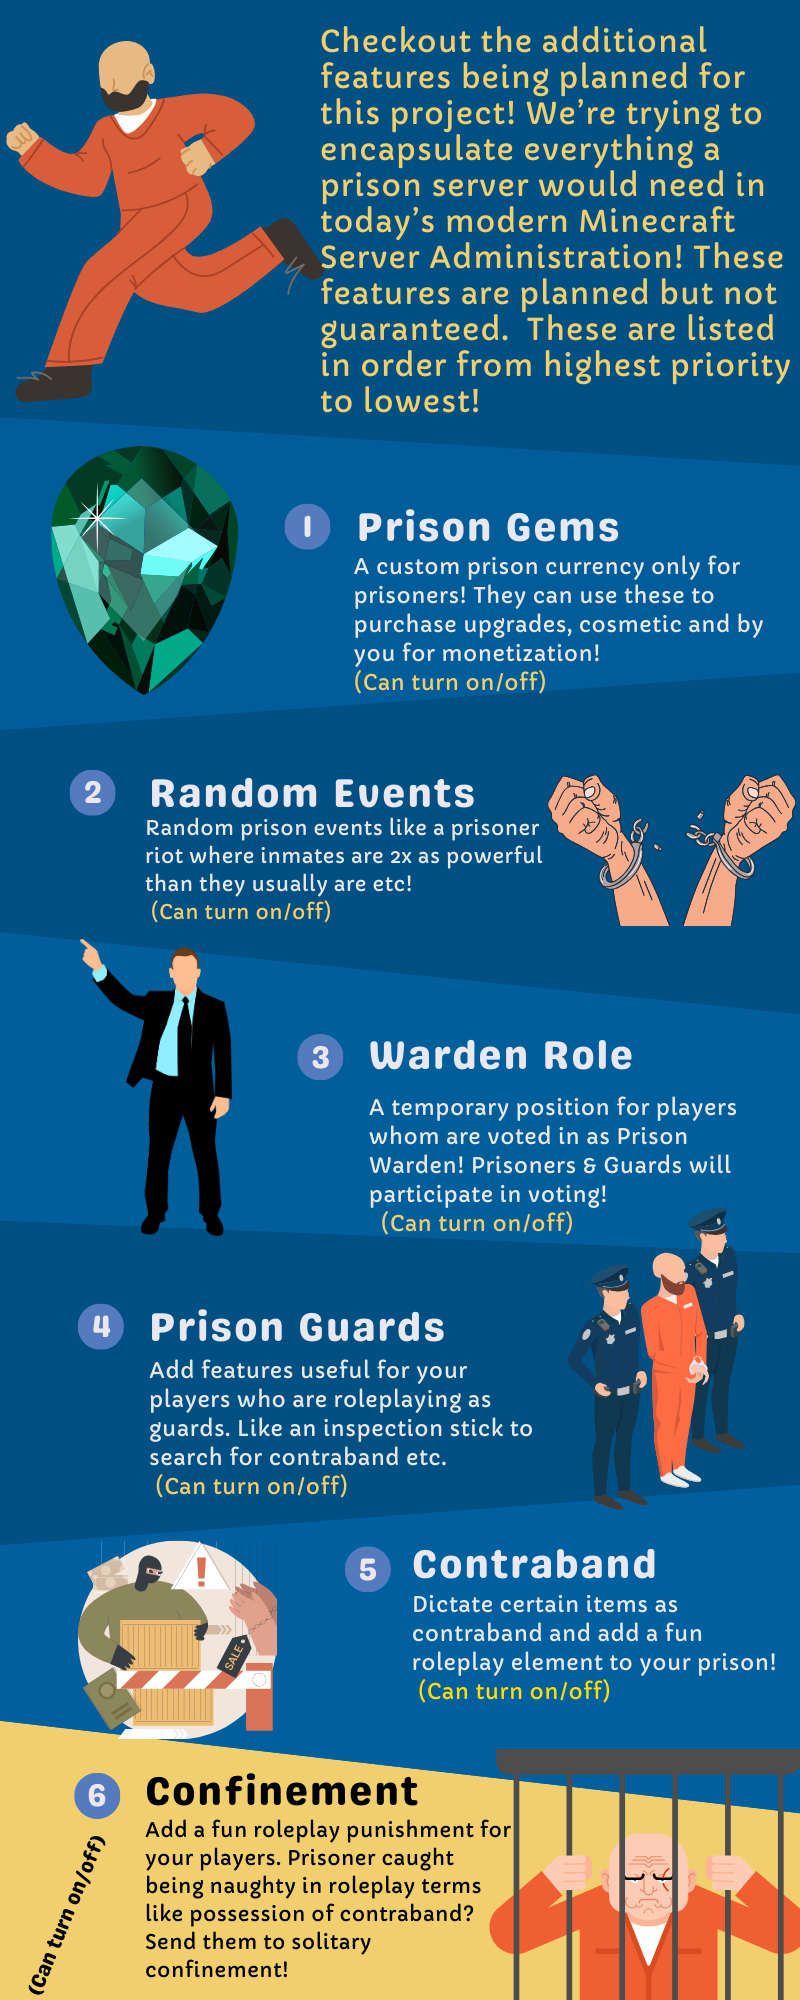 Checkout the additional
features being planned for
this project! We're trying to
encapsulate everything a
prison server would need in
today's modern Minecraft
Server Administration! These
features are planned but not
guaranteed.  These are listed
in order from highest priority
to lowest!
1 Prison Gems
A custom prison currency only for
prisoners! They can use these to
purchase upgrades, cosmetic and by
you for monetization!
(Can turn on/off)
2 Random Events
Random prison events like a prisoner
riot where inmates are 2x as powerful
than they usually are etc!
(Can turn on/off)
3 Warden Role
A temporary position for players
whom are voted in as Prison
Warden! Prisoners & Guards will
participate in voting!
(Can turn on/off)
4 Prison Guards
Add features useful for your
players who are roleplaying as
guards. Like an inspection stick to
search for contraband etc.
(Can turn on/off)
!
SALE
5 Contraband
Dictate certain items as
contraband and add a fun
roleplay element to your prison!
(Can turn on/off)
6 Confinement
Add a fun roleplay punishment for
your players. Prisoner caught
being naughty in roleplay terms
like possession of contraband?
Send them to solitary
confinement!
(Can turn on/off)